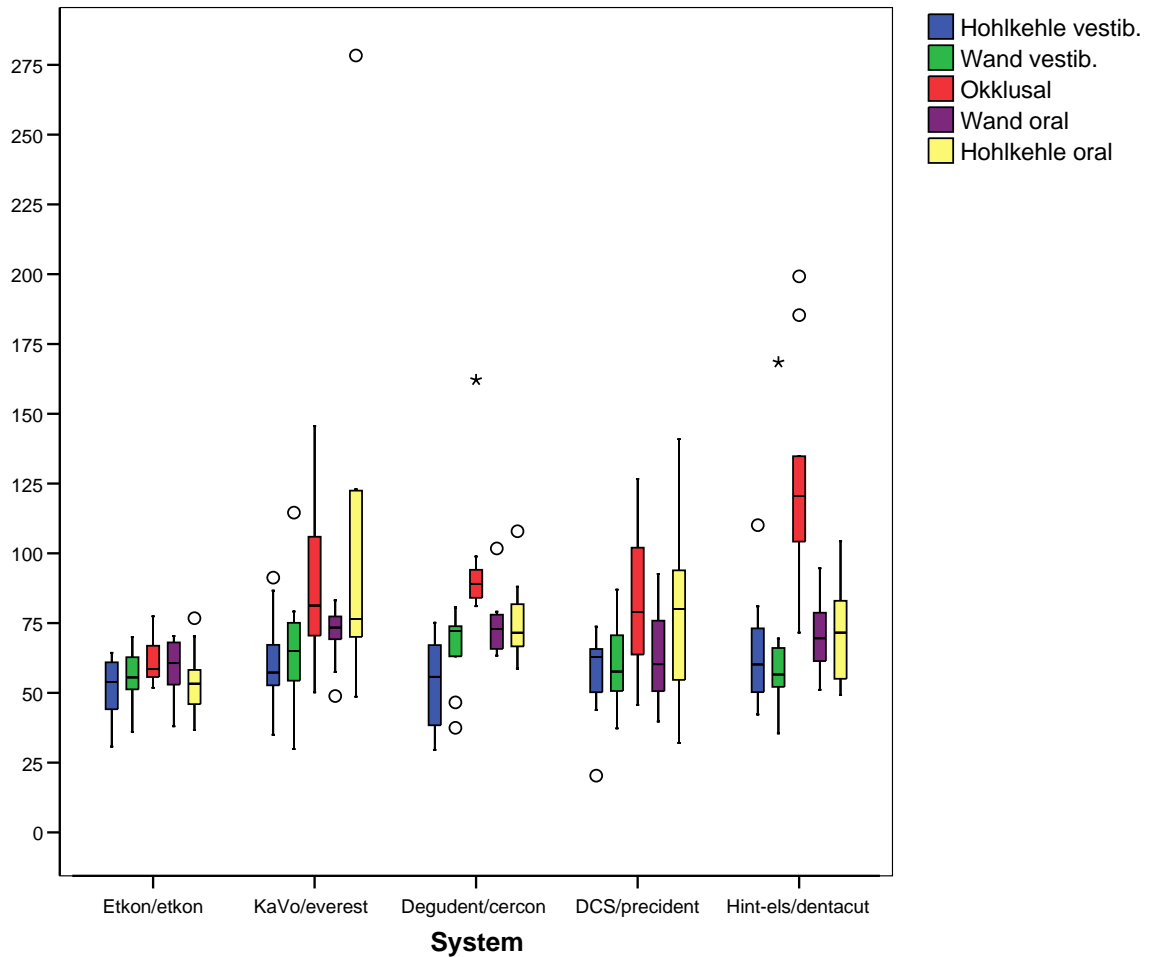 Hohlkehle vestib.
Wand vestib.
Okklusal
Wand oral
Hohlkehle oral
275
250
225
200
175
150
125
100
75
50
25
0
Etkon/etkon KaVo/everest Degudent/cercon DCS/precident Hint-els/dentacut
System